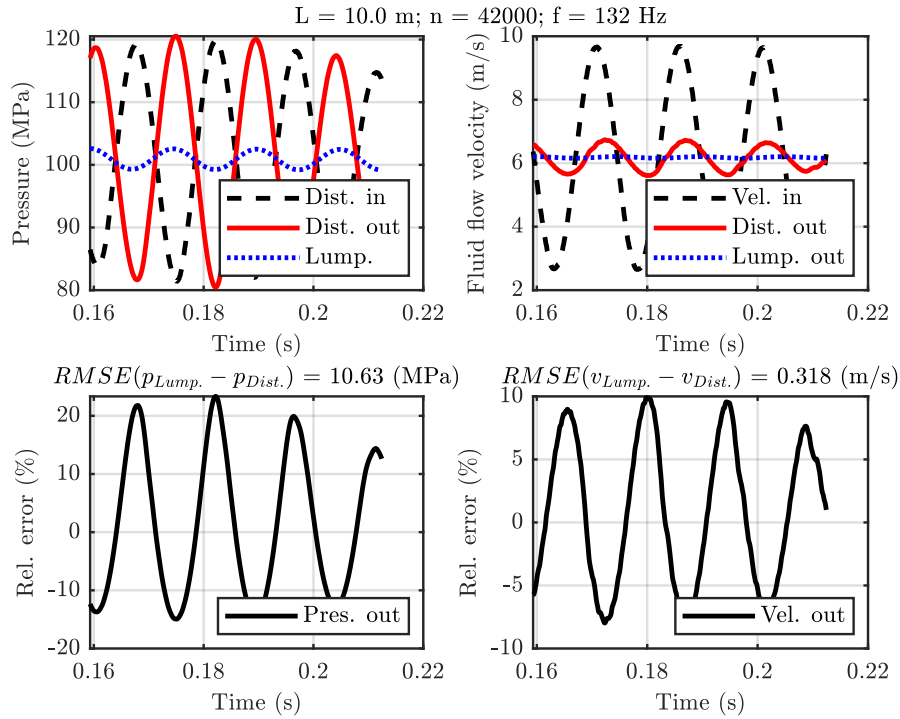 L = 10.0 m; n = 42000; f = 132 Hz
Pressure (MPa)
120
110
100
90
80
0.16
0.18
0.2
0.22
Time (s)
Dist. in
Dist. out
Lump.
Fluid flow velocity (m/s)
10
8
6
4
2
0.16
0.18
0.2
0.22
Time (s)
Vel. in
Dist. out
Lump. out
RMSE(p_Lump. − p_Dist.) = 10.63 (MPa)
Rel. error (%)
20
10
0
-10
-20
0.16
0.18
0.2
0.22
Time (s)
Pres. out
RMSE(v_Lump. − v_Dist.) = 0.318 (m/s)
Rel. error (%)
10
5
0
-5
-10
0.16
0.18
0.2
0.22
Time (s)
Vel. out